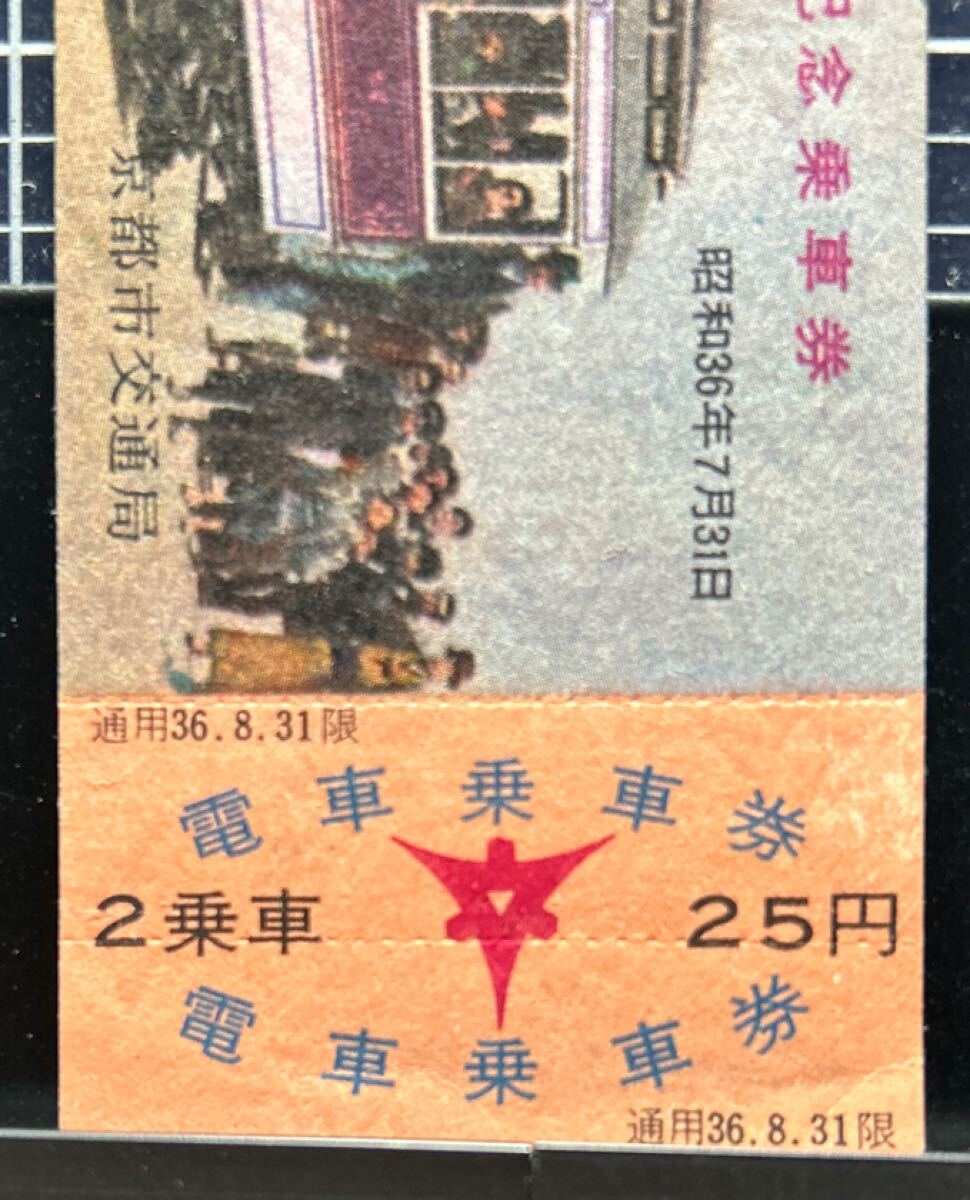 念乗車券
昭和36年7月31日
京都市交通局
通用36.8.31限
電車乗車券
2乗車 25円
電車乗車券
通用36.8.31限